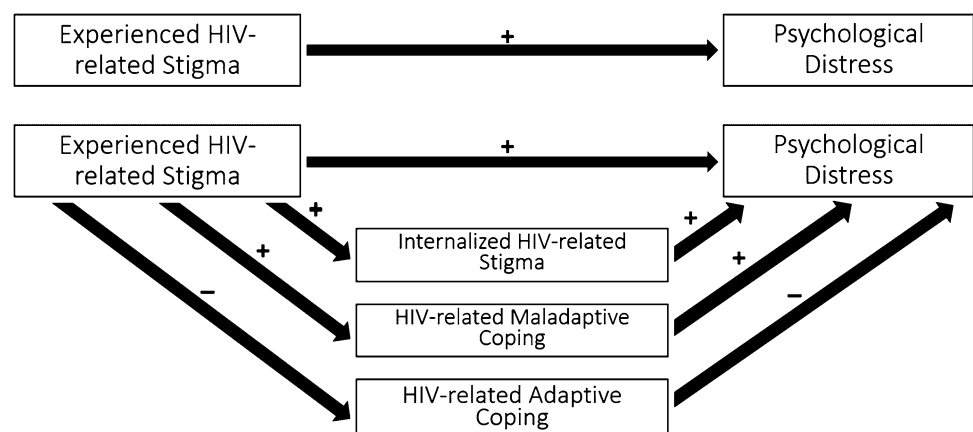 Experienced HIV-
related Stigma
+
Psychological
Distress
Experienced HIV-
related Stigma
+
Psychological
Distress
+
+
Internalized HIV-related
Stigma
+
+
–
HIV-related Maladaptive
Coping
–
HIV-related Adaptive
Coping